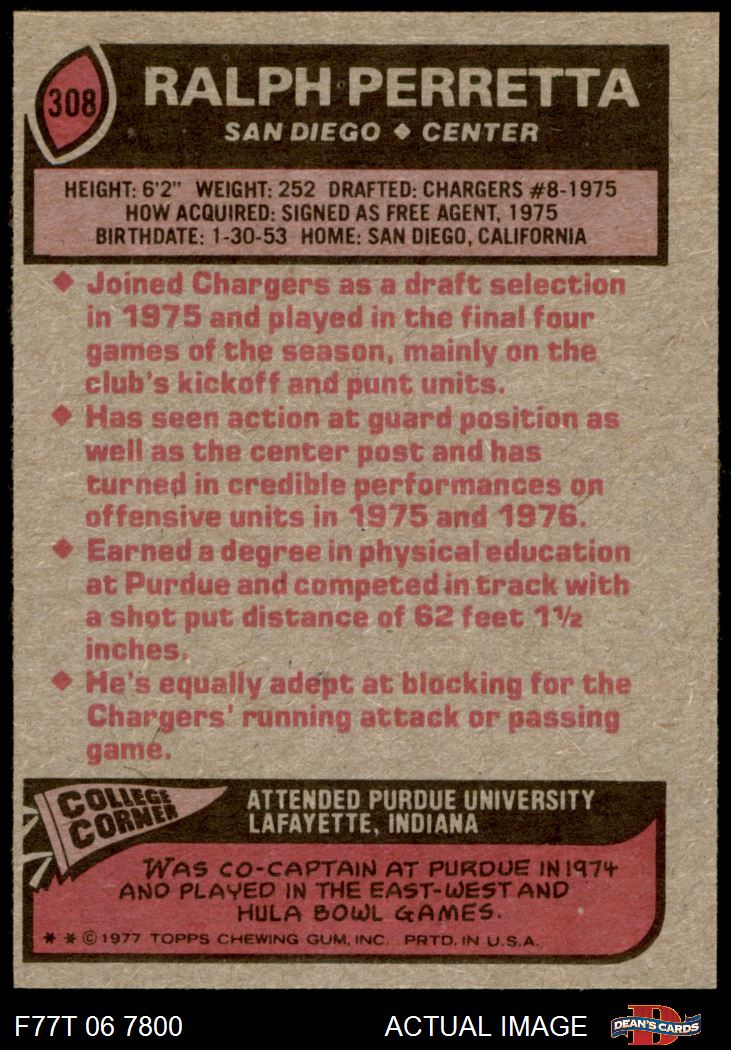 308
RALPH PERRETTA
SAN DIEGO ◆ CENTER
HEIGHT: 6'2" WEIGHT: 252 DRAFTED: CHARGERS #8-1975
HOW ACQUIRED: SIGNED AS FREE AGENT, 1975
BIRTHDATE: 1-30-53 HOME: SAN DIEGO, CALIFORNIA
◆ Joined Chargers as a draft selection
in 1975 and played in the final four
games of the season, mainly on the
club's kickoff and punt units.
◆ Has seen action at guard position as
well as the center post and has
turned in credible performances on
offensive units in 1975 and 1976.
◆ Earned a degree in physical education
at Purdue and competed in track with
a shot put distance of 62 feet 1½
inches.
◆ He's equally adept at blocking for the
Chargers' running attack or passing
game.
COLLEGE
CORNER
ATTENDED PURDUE UNIVERSITY
LAFAYETTE, INDIANA
WAS CO-CAPTAIN AT PURDUE IN 1974
AND PLAYED IN THE EAST-WEST AND
HULA BOWL GAMES.
* * © 1977 TOPPS CHEWING GUM, INC. PRTD. IN U.S.A.
F77T 06 7800
ACTUAL IMAGE
D
DEAN'S CARDS